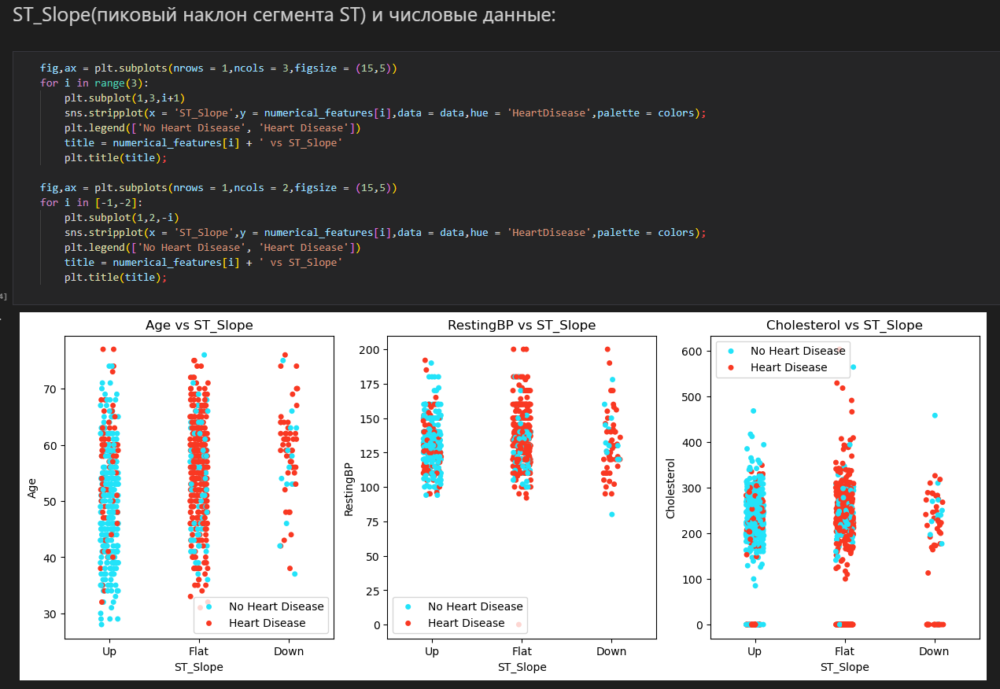 ST_Slope(пиковый наклон сегмента ST) и числовые данные:
fig,ax = plt.subplots(nrows = 1,ncols = 3,figsize = (15,5))
for i in range(3):
    plt.subplot(1,3,i+1)
    sns.stripplot(x = 'ST_Slope',y = numerical_features[i],data = data,hue = 'HeartDisease',palette = colors);
    plt.legend(['No Heart Disease', 'Heart Disease'])
    title = numerical_features[i] + ' vs ST_Slope'
    plt.title(title);
fig,ax = plt.subplots(nrows = 1,ncols = 2,figsize = (15,5))
for i in [-1,-2]:
    plt.subplot(1,2,-i)
    sns.stripplot(x = 'ST_Slope',y = numerical_features[i],data = data,hue = 'HeartDisease',palette = colors);
    plt.legend(['No Heart Disease', 'Heart Disease'])
    title = numerical_features[i] + ' vs ST_Slope'
    plt.title(title);
4]
Age vs ST_Slope
Age
70
60
50
40
30
No Heart Disease
Heart Disease
Up Flat Down
ST_Slope
RestingBP vs ST_Slope
RestingBP
200
175
150
125
100
75
50
25
0
No Heart Disease
Heart Disease
Up Flat Down
ST_Slope
Cholesterol vs ST_Slope
Cholesterol
No Heart Disease
Heart Disease
600
500
400
300
200
100
0
Up Flat Down
ST_Slope